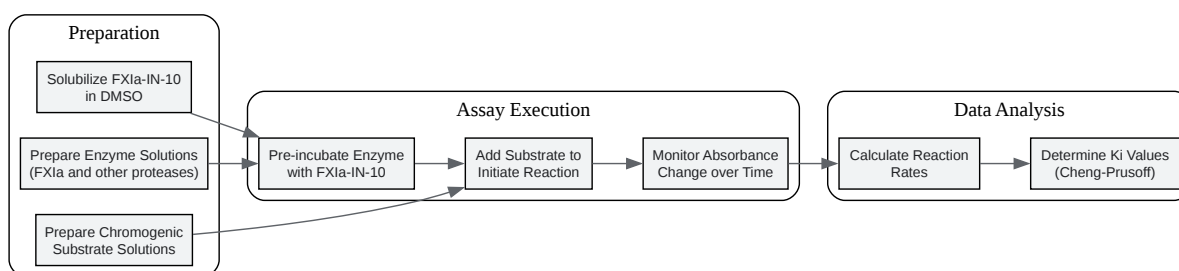 Preparation
Solubilize FXIa-IN-10
in DMSO
Prepare Enzyme Solutions
(FXIa and other proteases)
Prepare Chromogenic
Substrate Solutions
Assay Execution
Pre-incubate Enzyme
with FXIa-IN-10
Add Substrate to
Initiate Reaction
Monitor Absorbance
Change over Time
Data Analysis
Calculate Reaction
Rates
Determine Ki Values
(Cheng-Prusoff)